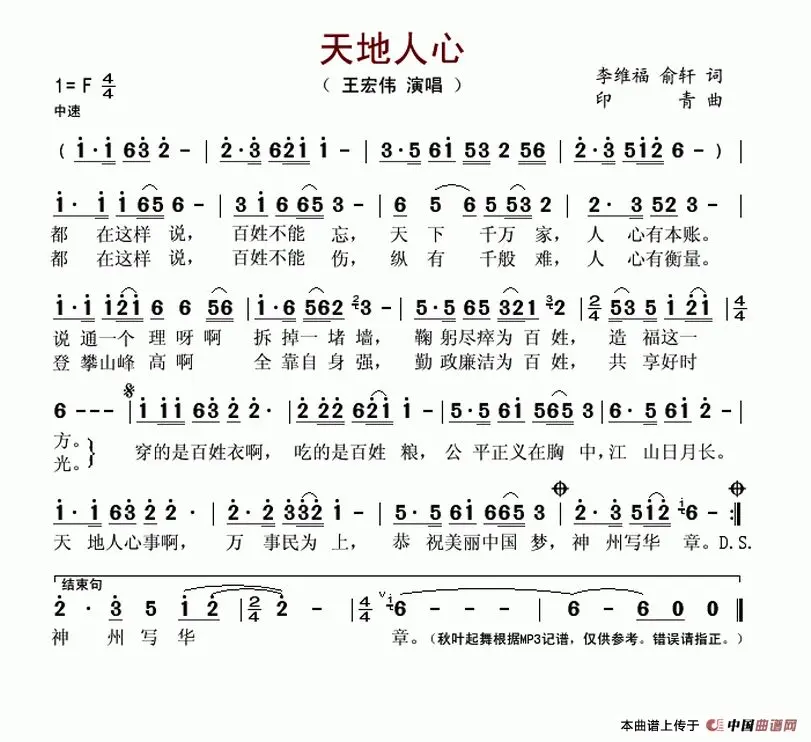 天地人心
（ 王宏伟 演唱 ）
1= F 4/4
中速
李维福 俞轩 词
印 青 曲
都 在这样 说， 百姓不能 忘， 天 下 千万 家， 人 心有本账。
都 在这样 说， 百姓不能 伤， 纵 有 千般 难， 人 心有衡量。
说 通一个 理 呀啊 拆 掉一 堵 墙， 鞠 躬尽瘁为 百 姓， 造 福这一
登 攀山峰 高 啊 全 靠自 身 强， 勤 政廉洁为 百 姓， 共 享好时
方。
光。
穿的是百姓衣啊， 吃的是百姓 粮， 公 平正义在胸 中，江 山日月长。
天 地人心事啊， 万 事民为 上， 恭 祝美丽中国 梦，神 州写华 章。D.S.
结束句
神 州 写 华 章。（秋叶起舞根据MP3记谱，仅供参考。错误请指正。）
本曲谱上传于 中国曲谱网